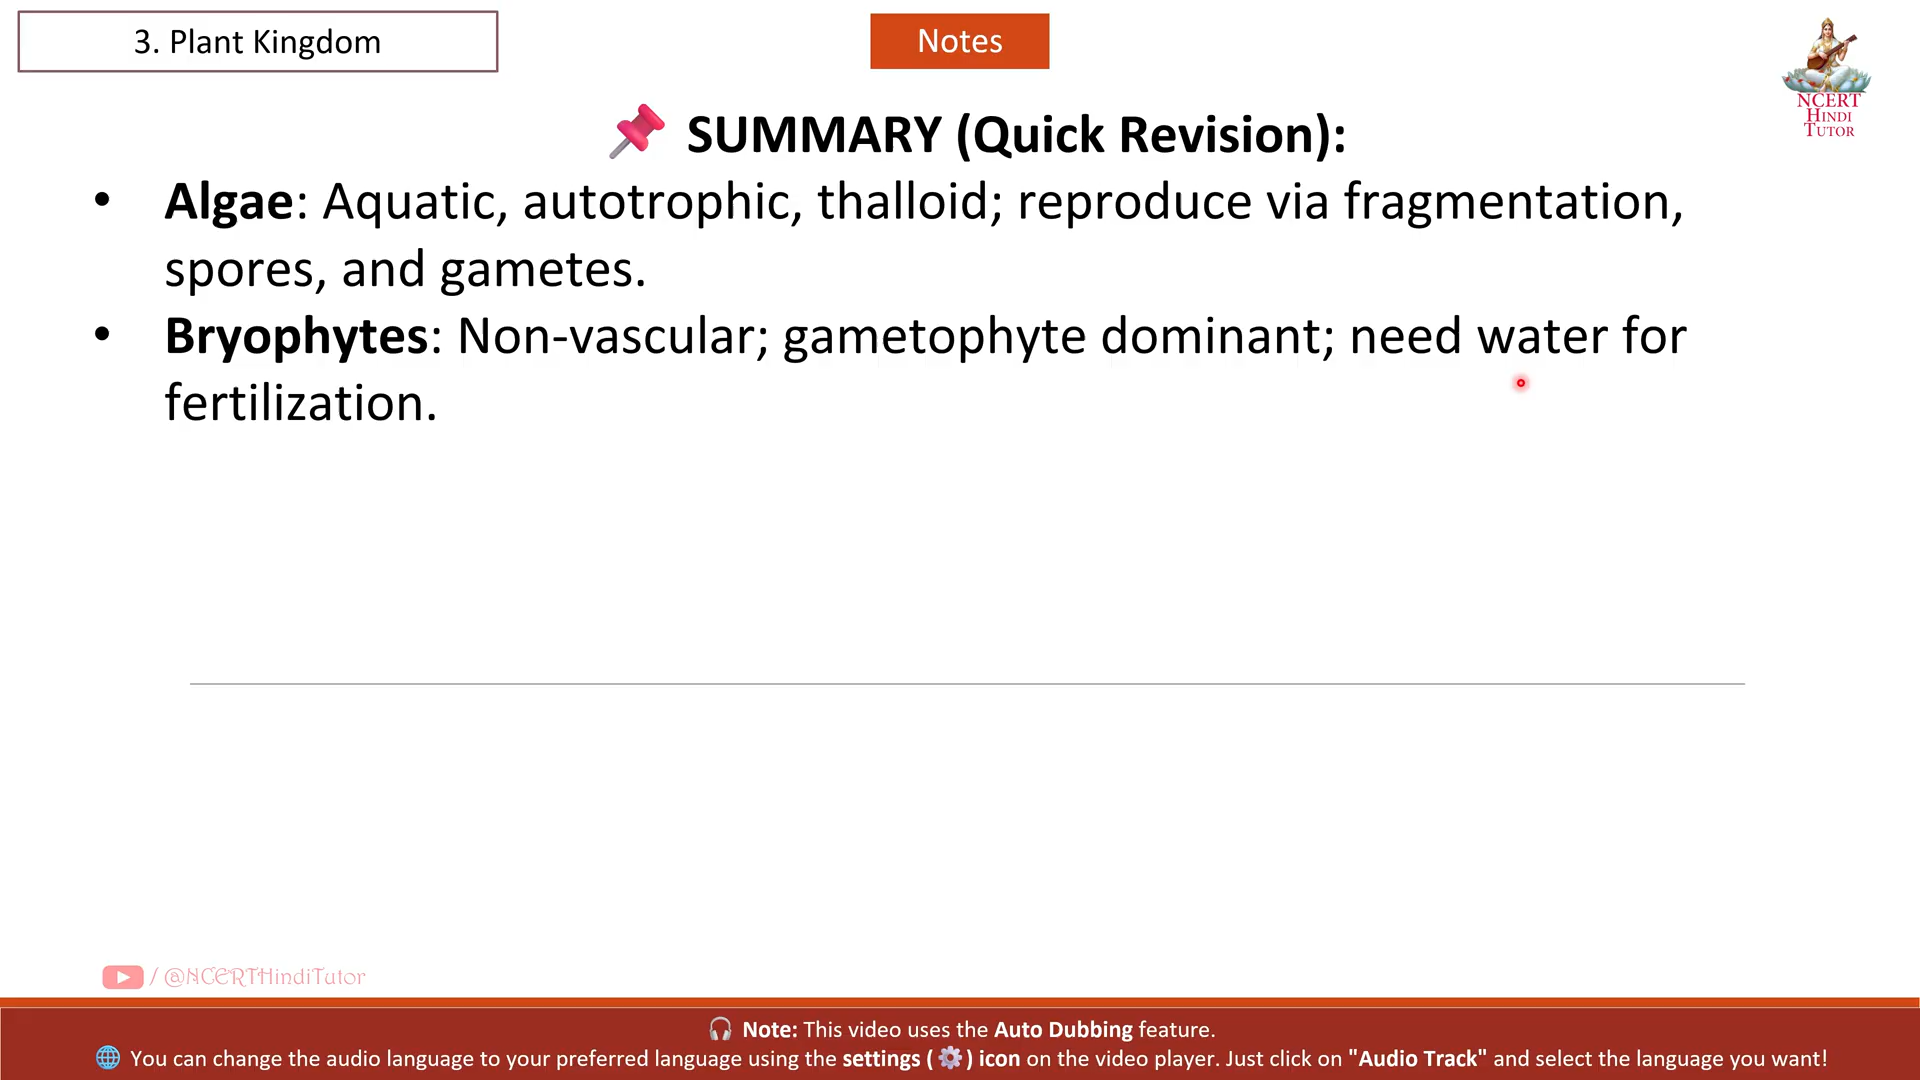 3. Plant Kingdom
Notes
NCERT
HINDI
TUTOR
📌 SUMMARY (Quick Revision):
• Algae: Aquatic, autotrophic, thalloid; reproduce via fragmentation,
spores, and gametes.
• Bryophytes: Non-vascular; gametophyte dominant; need water for
fertilization.
/ @NCERTHindiTutor
🎧 Note: This video uses the Auto Dubbing feature.
🌐 You can change the audio language to your preferred language using the settings (⚙️) icon on the video player. Just click on "Audio Track" and select the language you want!